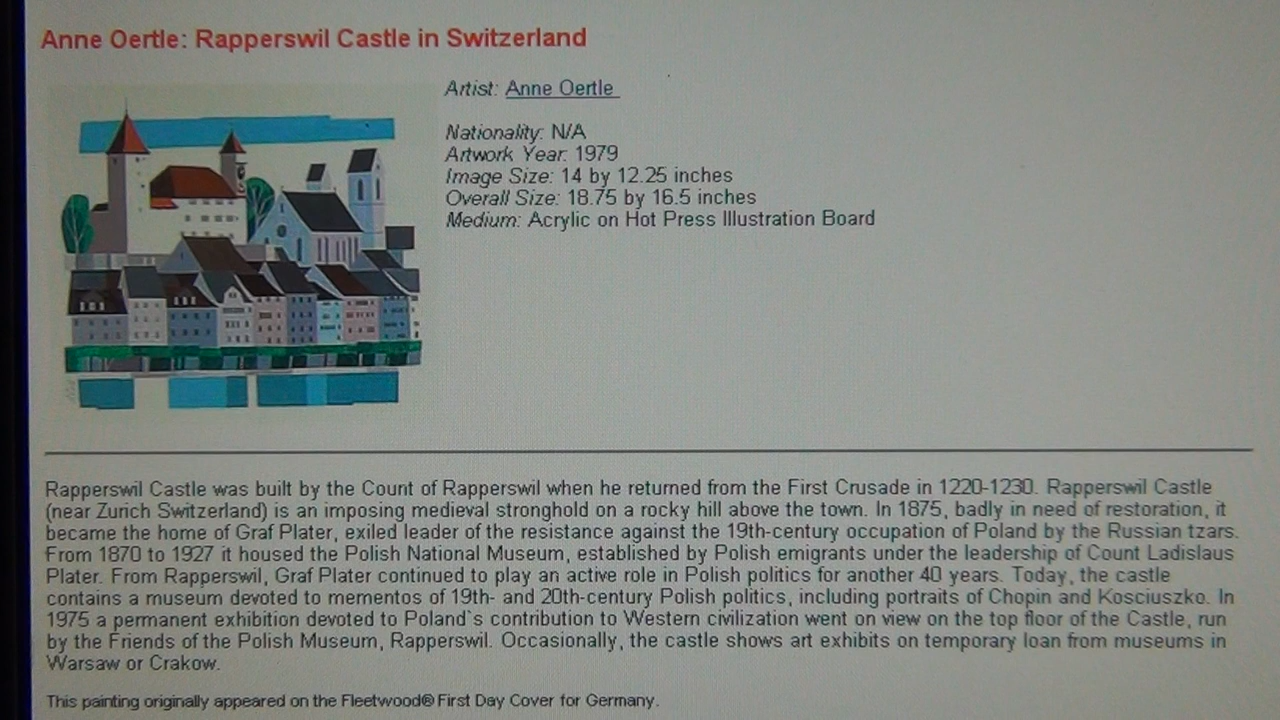 Anne Oertle: Rapperswil Castle in Switzerland
Artist: Anne Oertle
Nationality: N/A
Artwork Year: 1979
Image Size: 14 by 12.25 inches
Overall Size: 18.75 by 16.5 inches
Medium: Acrylic on Hot Press Illustration Board
Rapperswil Castle was built by the Count of Rapperswil when he returned from the First Crusade in 1220-1230. Rapperswil Castle
(near Zurich Switzerland) is an imposing medieval stronghold on a rocky hill above the town. In 1875, badly in need of restoration, it
became the home of Graf Plater, exiled leader of the resistance against the 19th-century occupation of Poland by the Russian tzars.
From 1870 to 1927 it housed the Polish National Museum, established by Polish emigrants under the leadership of Count Ladislaus
Plater. From Rapperswil, Graf Plater continued to play an active role in Polish politics for another 40 years. Today, the castle
contains a museum devoted to mementos of 19th- and 20th-century Polish politics, including portraits of Chopin and Kosciuszko. In
1975 a permanent exhibition devoted to Poland`s contribution to Western civilization went on view on the top floor of the Castle, run
by the Friends of the Polish Museum, Rapperswil. Occasionally, the castle shows art exhibits on temporary loan from museums in
Warsaw or Crakow.
This painting originally appeared on the Fleetwood® First Day Cover for Germany.